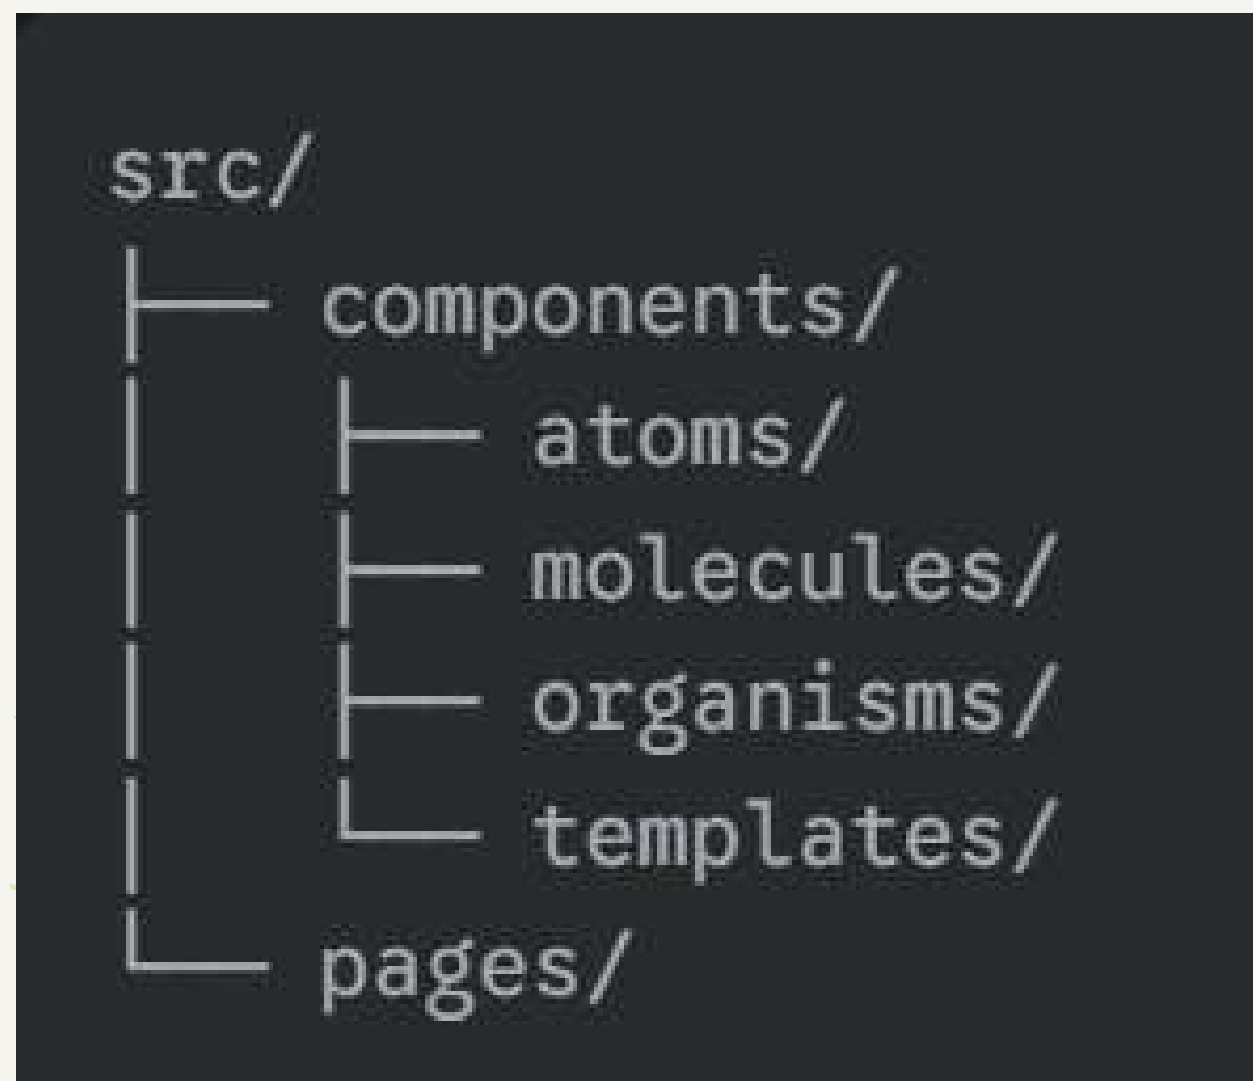 src/
├── components/
│   ├── atoms/
│   ├── molecules/
│   ├── organisms/
│   └── templates/
└── pages/